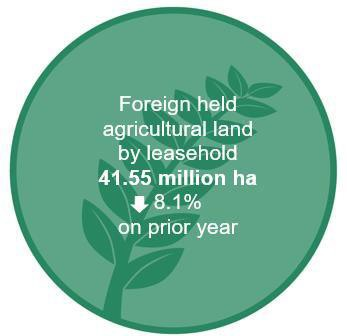 Foreign held
agricultural land
by leasehold
41.55 million ha
8.1%
on prior year